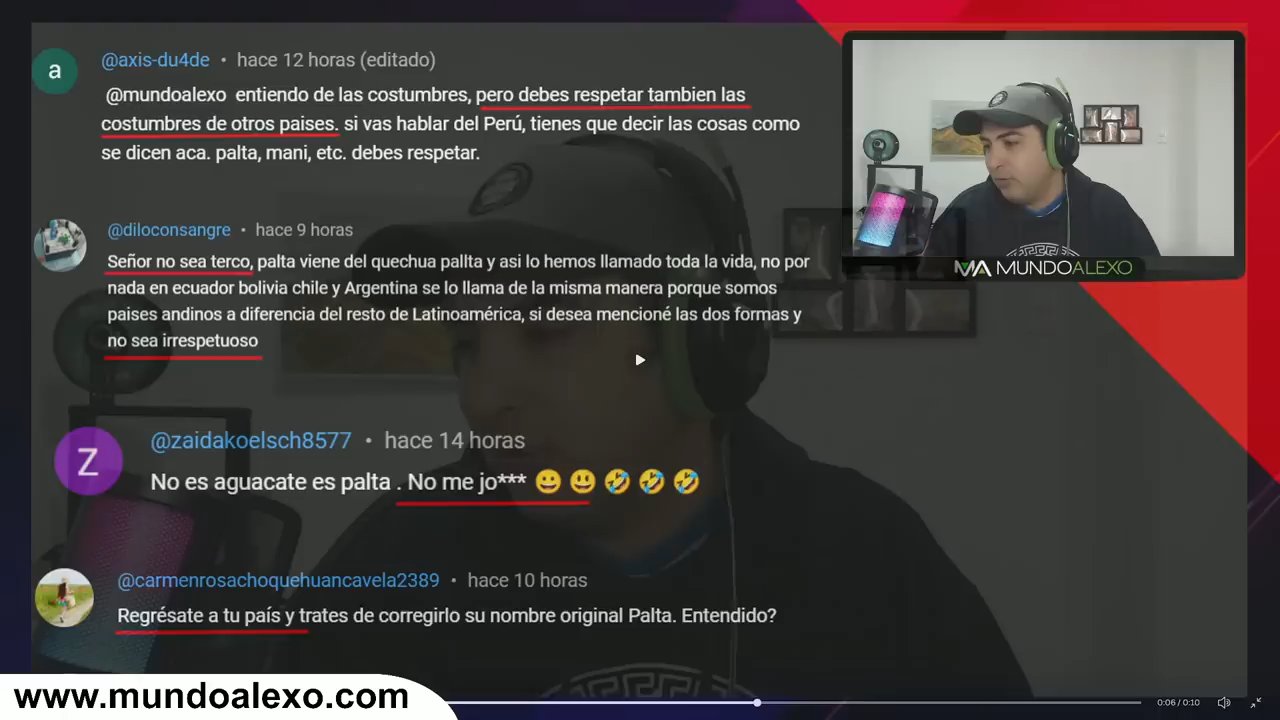 @axis-du4de • hace 12 horas (editado)
@mundoalexo entiendo de las costumbres, pero debes respetar tambien las
costumbres de otros paises. si vas hablar del Perú, tienes que decir las cosas como
se dicen aca. palta, mani, etc. debes respetar.
@diloconsangre • hace 9 horas
Señor no sea terco, palta viene del quechua pallta y asi lo hemos llamado toda la vida, no por
nada en ecuador bolivia chile y Argentina se lo llama de la misma manera porque somos
paises andinos a diferencia del resto de Latinoamérica, si desea mencioné las dos formas y
no sea irrespetuoso
@zaidakoelsch8577 • hace 14 horas
No es aguacate es palta . No me jo*** 😀 😃 🤣 🤣 🤣
@carmenrosachoquehuancavela2389 • hace 10 horas
Regrésate a tu país y trates de corregirlo su nombre original Palta. Entendido?
a
Z
MA MUNDOALEXO
www.mundoalexo.com
0:06 / 0:10